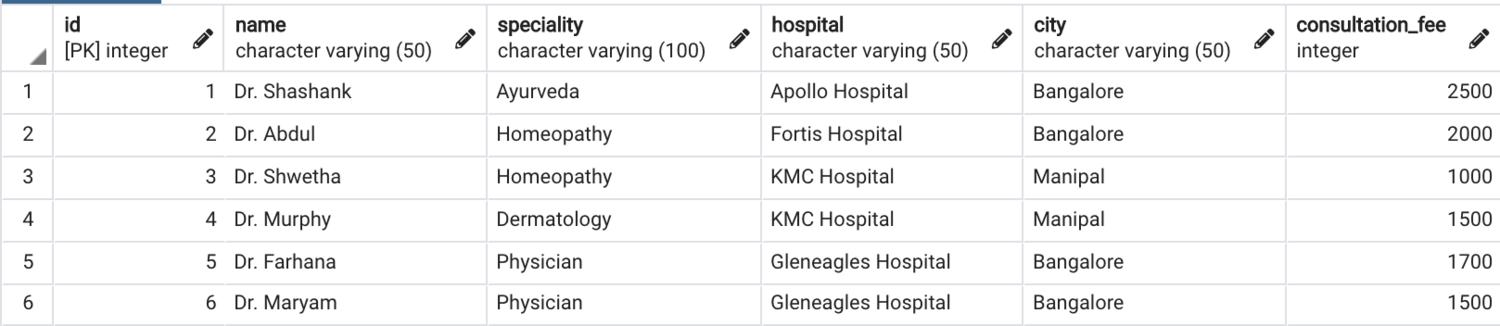 id name speciality hospital city consultation_fee
[PK] integer character varying (50) character varying (100) character varying (50) character varying (50) integer
1 1 Dr. Shashank Ayurveda Apollo Hospital Bangalore 2500
2 2 Dr. Abdul Homeopathy Fortis Hospital Bangalore 2000
3 3 Dr. Shwetha Homeopathy KMC Hospital Manipal 1000
4 4 Dr. Murphy Dermatology KMC Hospital Manipal 1500
5 5 Dr. Farhana Physician Gleneagles Hospital Bangalore 1700
6 6 Dr. Maryam Physician Gleneagles Hospital Bangalore 1500